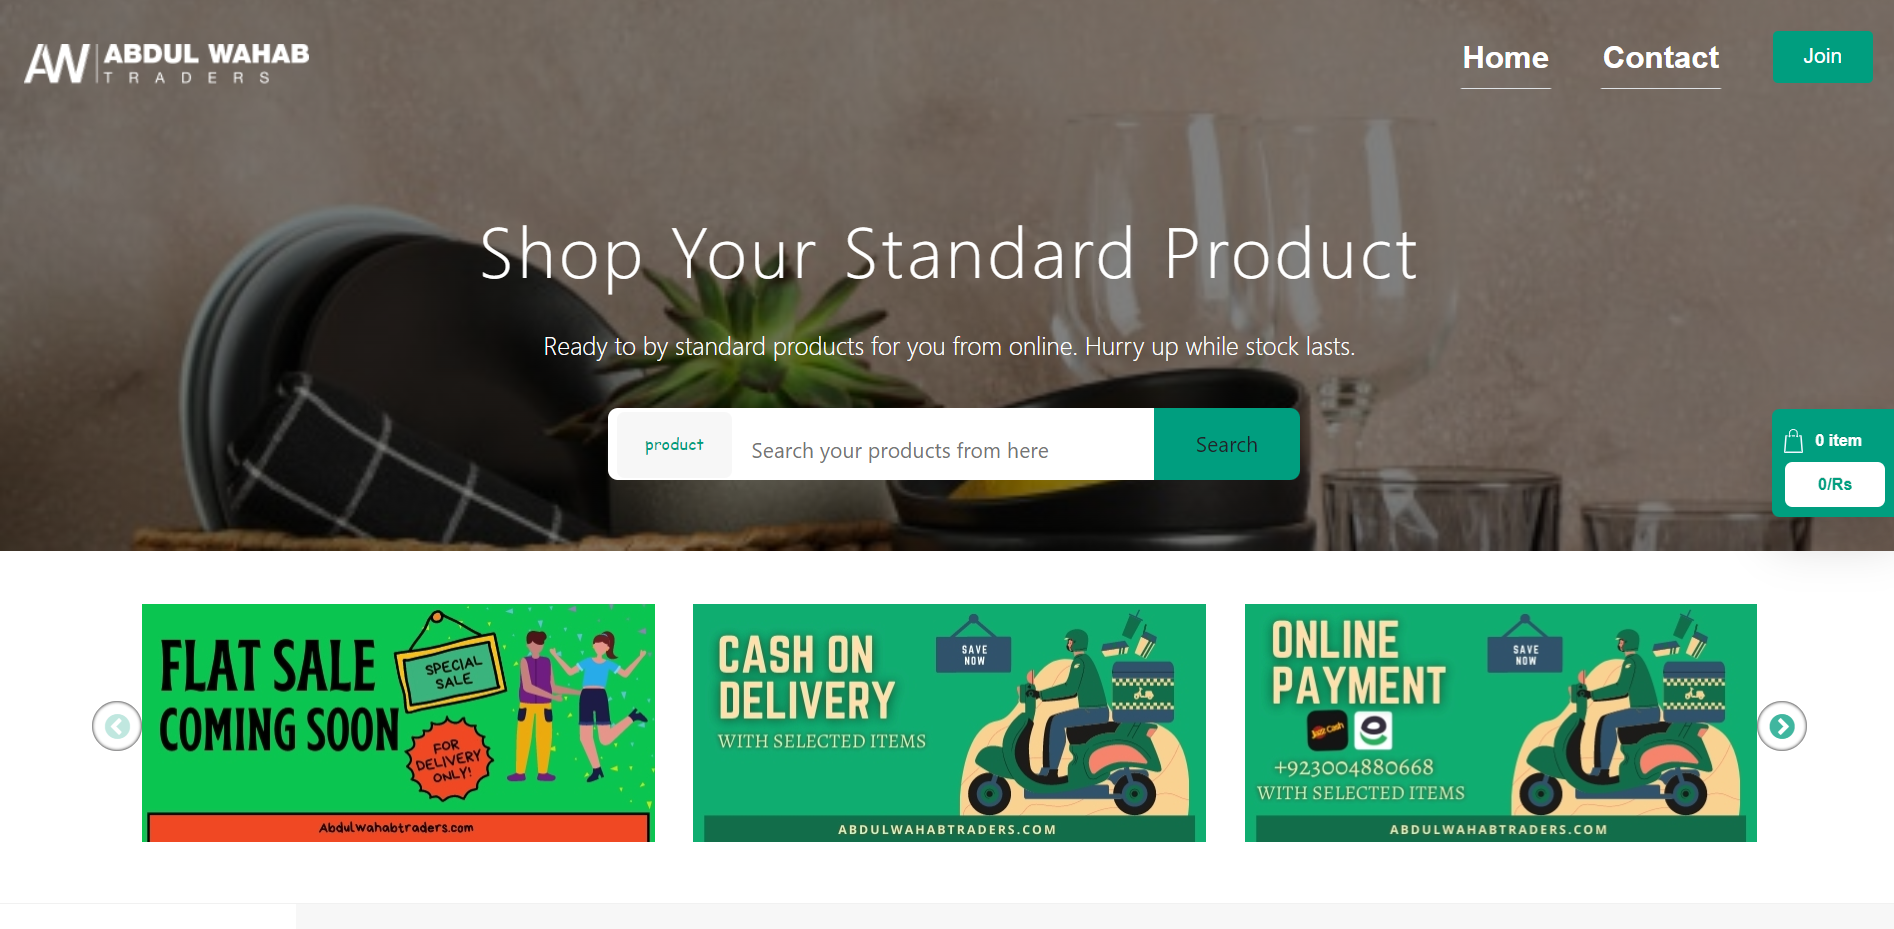 AW ABDUL WAHAB
TRADERS
Home
Contact
Join
Shop Your Standard Product
Ready to by standard products for you from online. Hurry up while stock lasts.
product
Search your products from here
Search
0 item
0/Rs
FLAT SALE
COMING SOON
SPECIAL
SALE
FOR
DELIVERY
ONLY!
Abdulwahabtraders.com
CASH ON
DELIVERY
WITH SELECTED ITEMS
SAVE
NOW
ABDULWAHABTRADERS.COM
ONLINE
PAYMENT
Jazz Cash
+923004880668
WITH SELECTED ITEMS
SAVE
NOW
ABDULWAHABTRADERS.COM